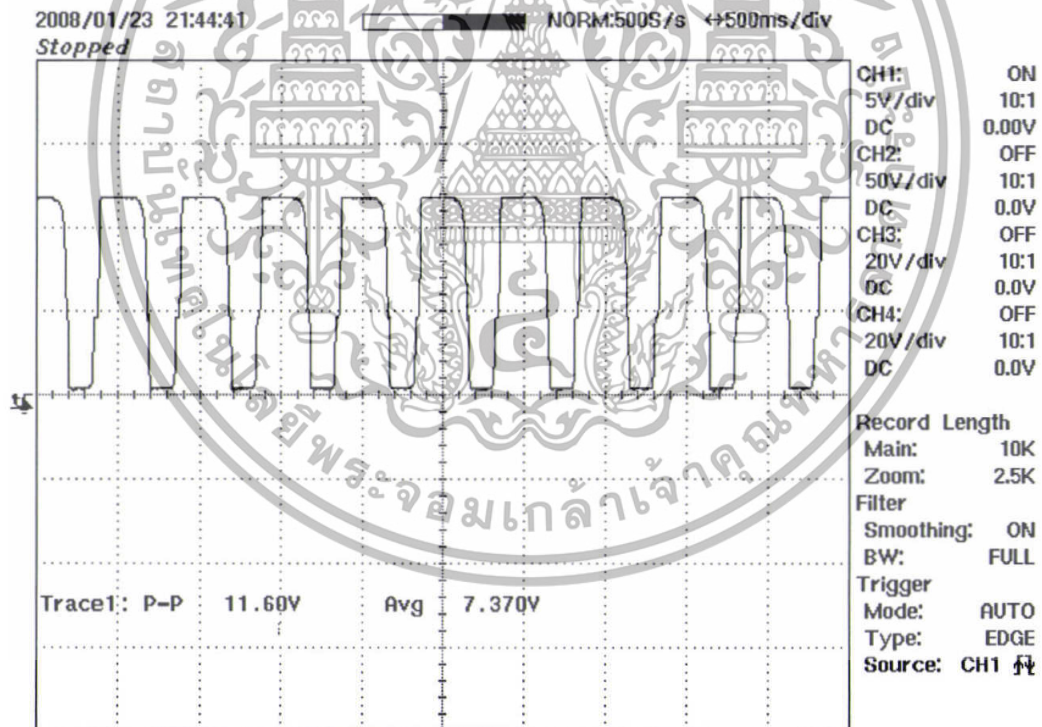 2008/01/23 21:44:41
NORM:500S/s ↔500ms/div
Stopped
CH1: ON
5V/div 10:1
DC 0.00V
CH2: OFF
50V/div 10:1
DC 0.0V
CH3: OFF
20V/div 10:1
DC 0.0V
CH4: OFF
20V/div 10:1
DC 0.0V
Record Length
Main: 10K
Zoom: 2.5K
Filter
Smoothing: ON
BW: FULL
Trigger
Mode: AUTO
Type: EDGE
Source: CH1
Trace1: P-P 11.60V Avg 7.370V